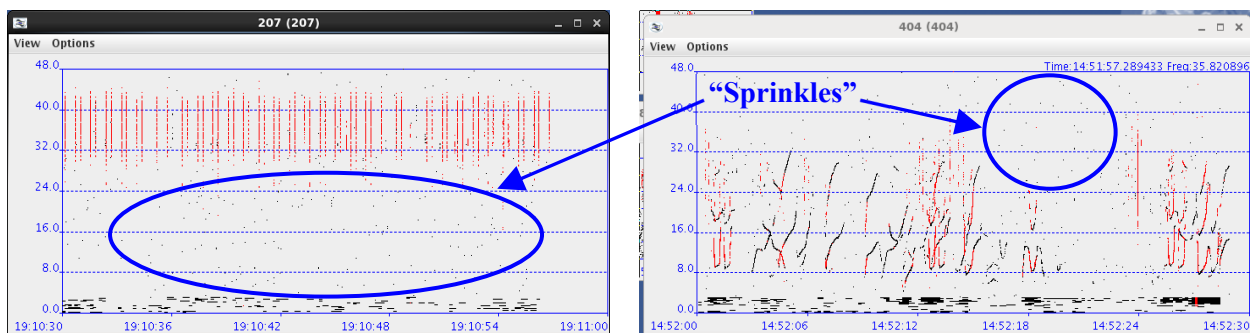 207 (207)
View Options
48.0
40.0
32.0
24.0
16.0
8.0
0.0
19:10:30 19:10:36 19:10:42 19:10:48 19:10:54 19:11:00
“Sprinkles”
404 (404)
View Options
Time:14:51:57.289433 Freq:35.820896
48.0
40.0
32.0
24.0
16.0
8.0
0.0
14:52:00 14:52:06 14:52:12 14:52:18 14:52:24 14:52:30